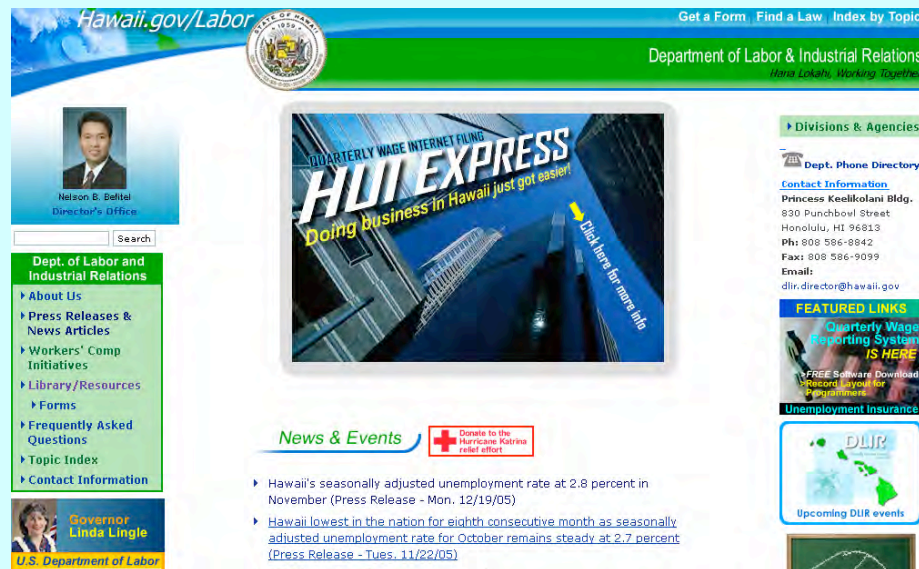 Hawaii.gov/Labor
STATE OF HAWAII
1959
Get a Form Find a Law Index by Topic
Department of Labor & Industrial Relations
Hana Lokahi, Working Together
Nelson B. Befitel
Director's Office
Search
Dept. of Labor and
Industrial Relations
About Us
Press Releases &
News Articles
Workers' Comp
Initiatives
Library/Resources
Forms
Frequently Asked
Questions
Topic Index
Contact Information
Governor
Linda Lingle
U.S. Department of Labor
QUARTERLY WAGE INTERNET FILING
HUI EXPRESS
Doing business in Hawaii just got easier!
Click here for more info
News & Events
Donate to the
Hurricane Katrina
relief effort
Hawaii's seasonally adjusted unemployment rate at 2.8 percent in
November (Press Release - Mon. 12/19/05)
Hawaii lowest in the nation for eighth consecutive month as seasonally
adjusted unemployment rate for October remains steady at 2.7 percent
(Press Release - Tues. 11/22/05)
Divisions & Agencies
Dept. Phone Directory
Contact Information
Princess Keelikolani Bldg.
830 Punchbowl Street
Honolulu, HI 96813
Ph: 808 586-8842
Fax: 808 586-9099
Email:
dlir.director@hawaii.gov
FEATURED LINKS
Quarterly Wage
Reporting System
IS HERE
>FREE Software Download
>Record Layout for
Programmers
Unemployment Insurance
DLIR
Upcoming DLIR events